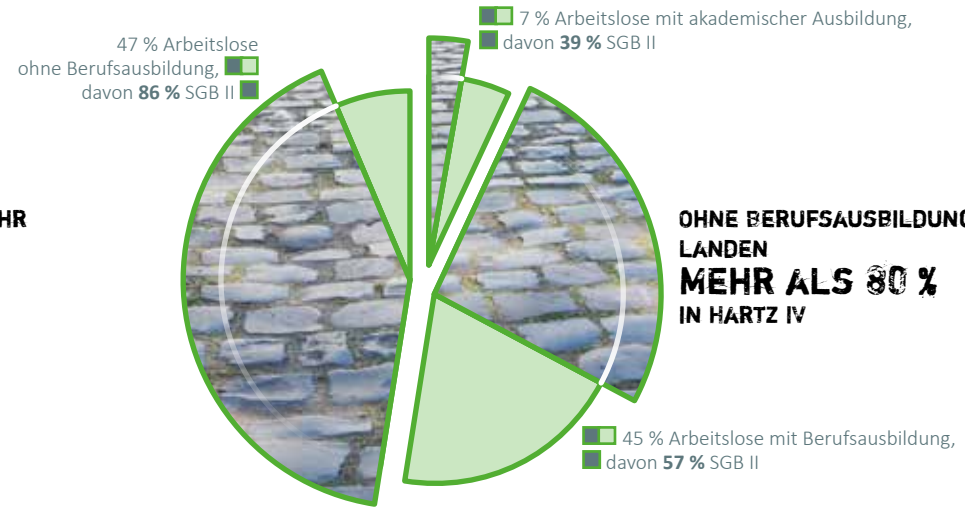 7 % Arbeitslose mit akademischer Ausbildung,
davon 39 % SGB II
47 % Arbeitslose
ohne Berufsausbildung,
davon 86 % SGB II
HR
OHNE BERUFSAUSBILDUNG
LANDEN
MEHR ALS 80 %
IN HARTZ IV
45 % Arbeitslose mit Berufsausbildung,
davon 57 % SGB II